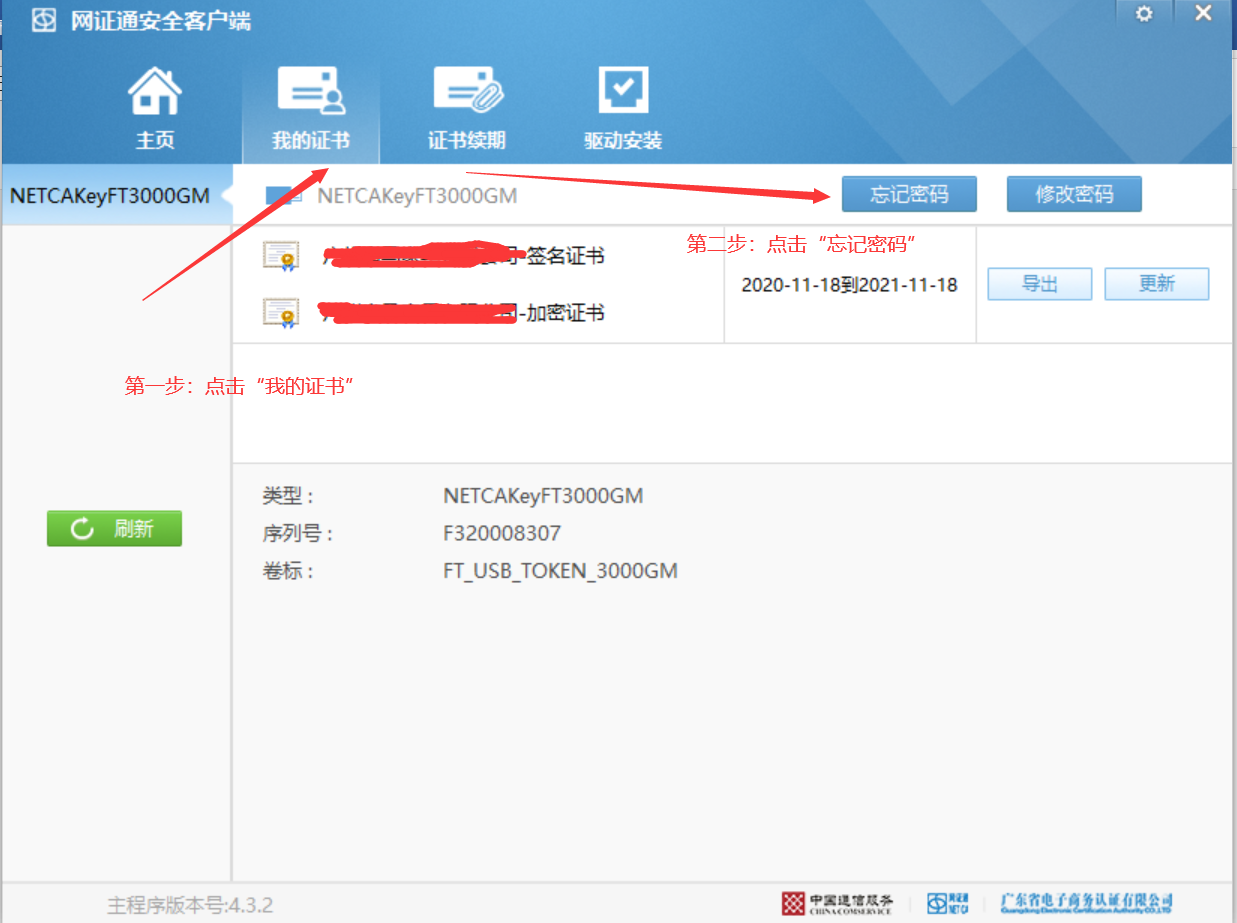 网证通安全客户端
主页
我的证书
证书续期
驱动安装
NETCAKeyFT3000GM
NETCAKeyFT3000GM
忘记密码
修改密码
第二步：点击“忘记密码”
-签名证书
2020-11-18到2021-11-18
导出
更新
-加密证书
第一步：点击“我的证书”
刷新
类型：
NETCAKeyFT3000GM
序列号：
F320008307
卷标：
FT_USB_TOKEN_3000GM
主程序版本号:4.3.2
中国通信服务
CHINA COMSERVICE
广东省电子商务认证有限公司
Guangdong Electronic Certification Authority CO.,LTD